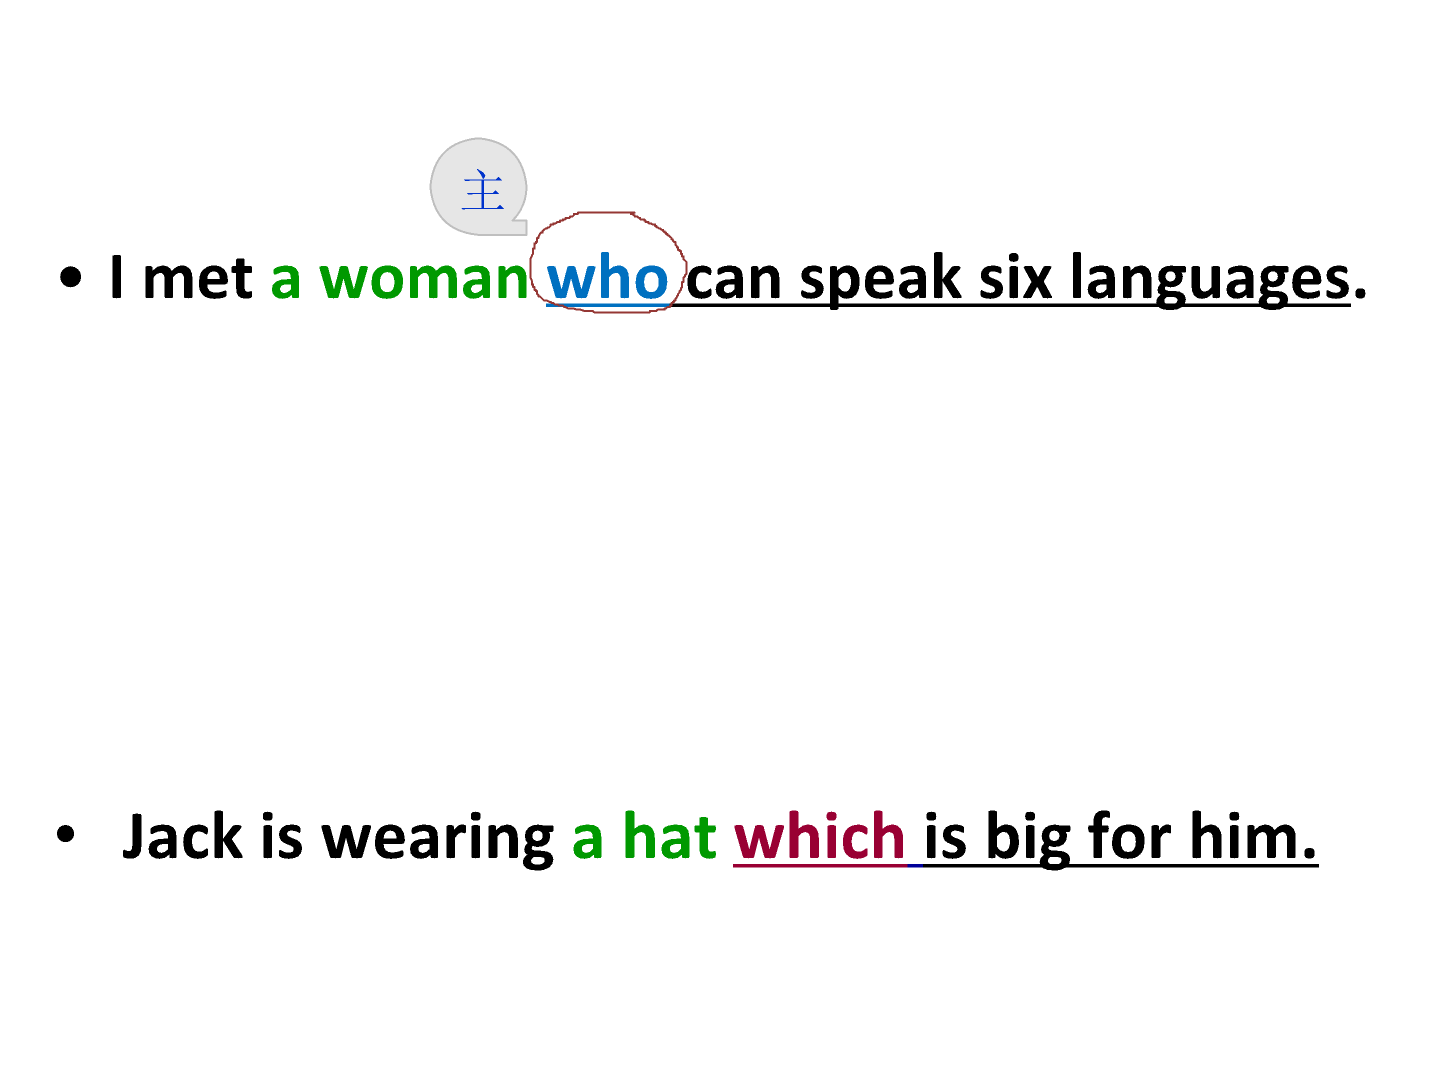 主
• I met a woman who can speak six languages.
• Jack is wearing a hat which is big for him.